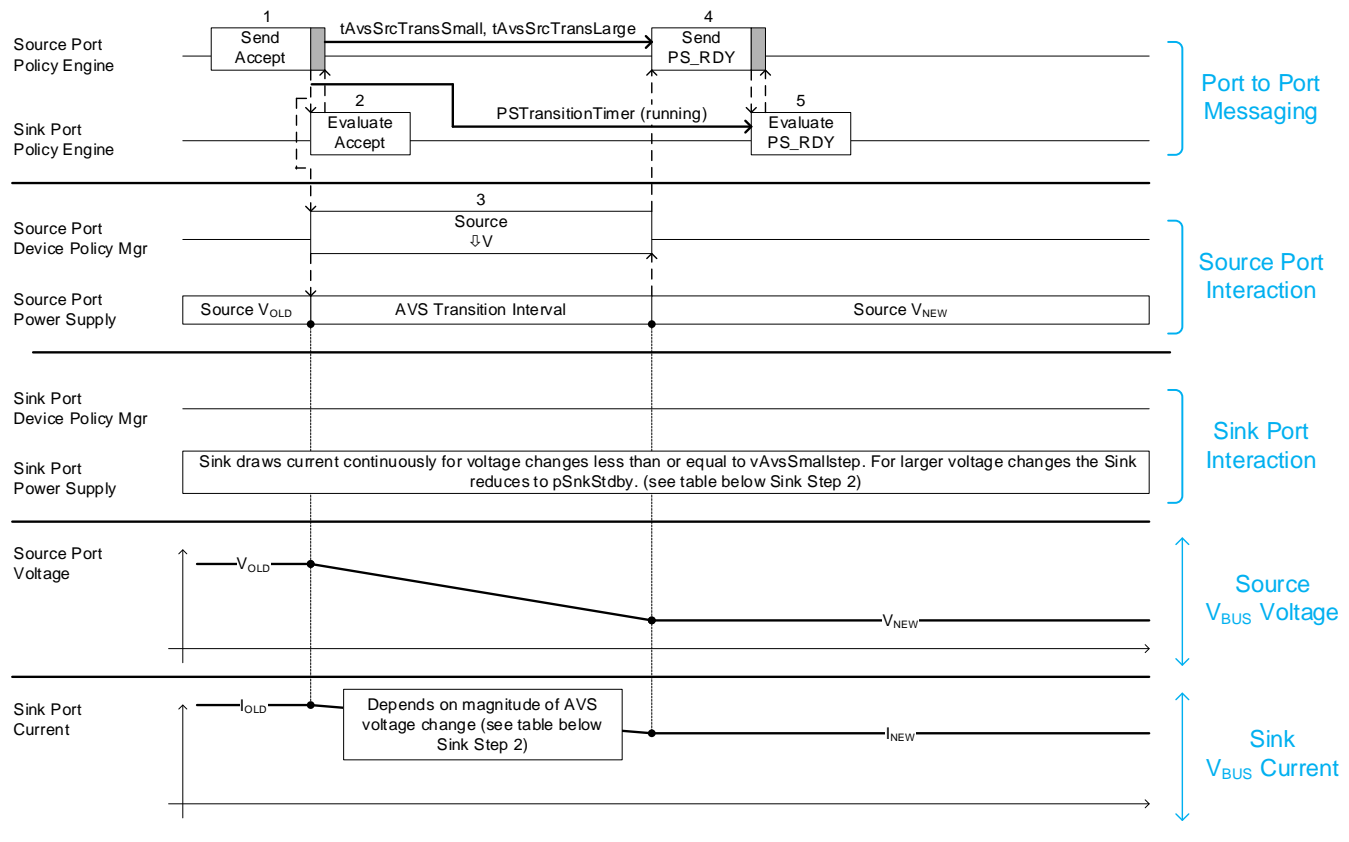 1
Send
Accept
tAvsSrcTransSmall, tAvsSrcTransLarge
4
Send
PS_RDY
Source Port
Policy Engine
Port to Port
Messaging
2
Evaluate
Accept
PSTransitionTimer (running)
5
Evaluate
PS_RDY
Sink Port
Policy Engine
3
Source
⇩V
Source Port
Device Policy Mgr
Source Port
Interaction
Source Port
Power Supply
Source VOLD
AVS Transition Interval
Source VNEW
Sink Port
Device Policy Mgr
Sink Port
Interaction
Sink Port
Power Supply
Sink draws current continuously for voltage changes less than or equal to vAvsSmallstep. For larger voltage changes the Sink
reduces to pSnkStdby. (see table below Sink Step 2)
Source Port
Voltage
VOLD
VNEW
Source
VBUS Voltage
Sink Port
Current
IOLD
Depends on magnitude of AVS
voltage change (see table below
Sink Step 2)
INEW
Sink
VBUS Current